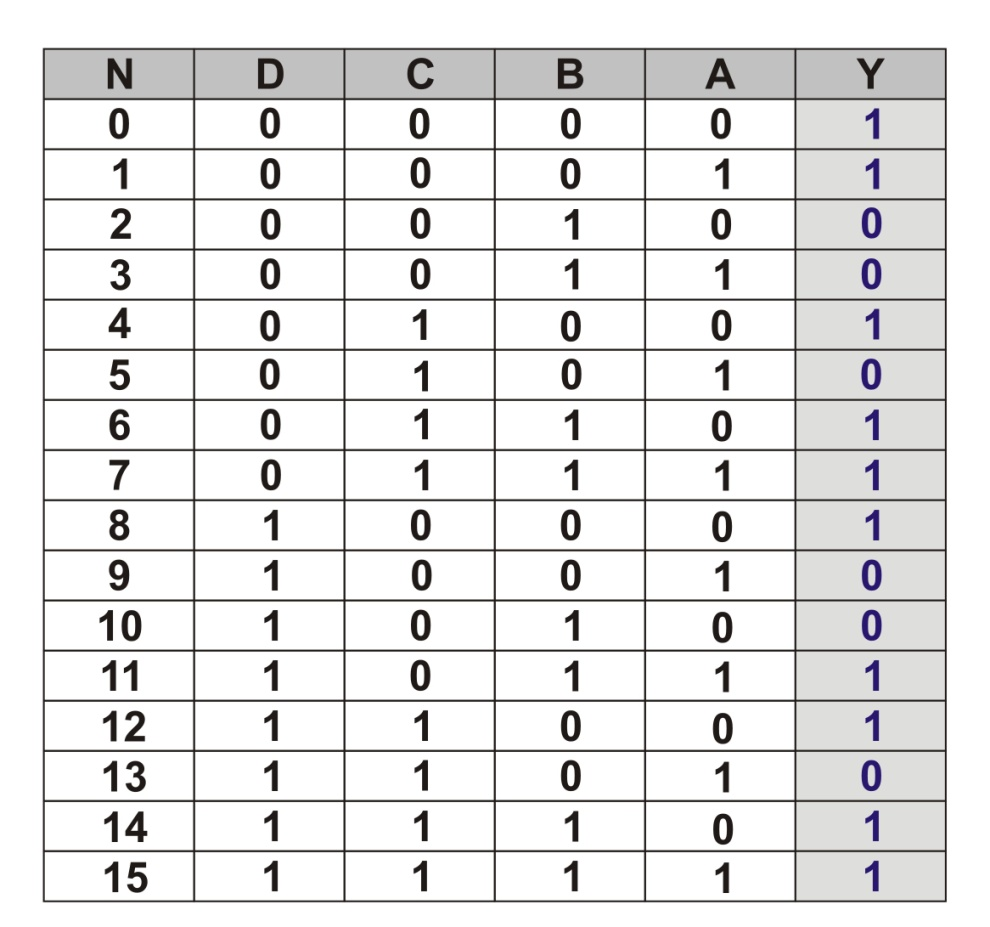 N D C B A Y
0 0 0 0 0 1
1 0 0 0 1 1
2 0 0 1 0 0
3 0 0 1 1 0
4 0 1 0 0 1
5 0 1 0 1 0
6 0 1 1 0 1
7 0 1 1 1 1
8 1 0 0 0 1
9 1 0 0 1 0
10 1 0 1 0 0
11 1 0 1 1 1
12 1 1 0 0 1
13 1 1 0 1 0
14 1 1 1 0 1
15 1 1 1 1 1